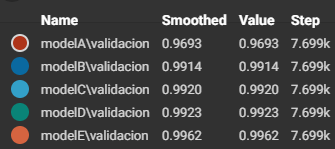 Name Smoothed Value Step
modelA\validacion 0.9693 0.9693 7.699k
modelB\validacion 0.9914 0.9914 7.699k
modelC\validacion 0.9920 0.9920 7.699k
modelD\validacion 0.9923 0.9923 7.699k
modelE\validacion 0.9962 0.9962 7.699k